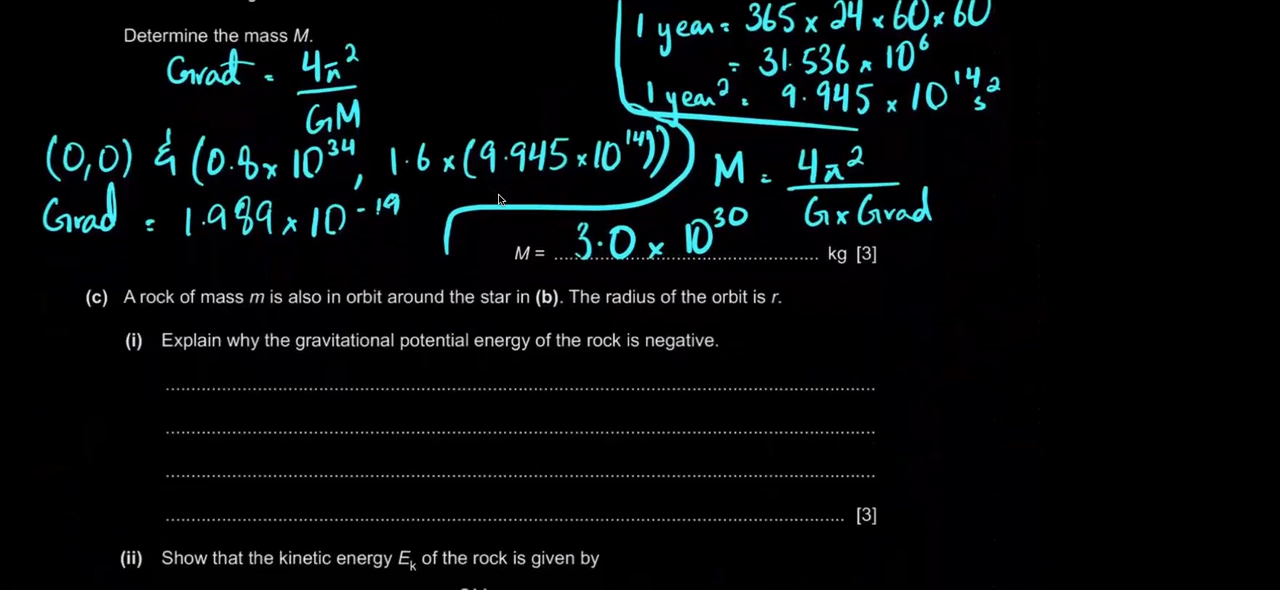 1 year = 365 × 24 × 60 × 60
Determine the mass M.
= 31.536 × 10⁶
Grad = 4π² / GM
1 year² = 9.945 × 10¹⁴ s²
(0,0) & (0.8 × 10³⁴, 1.6 × (9.945 × 10¹⁴))
M = 4π² / G × Grad
Grad = 1.989 × 10⁻¹⁹
M = 3.0 × 10³⁰ kg [3]
(c) A rock of mass m is also in orbit around the star in (b). The radius of the orbit is r.
(i) Explain why the gravitational potential energy of the rock is negative.
[3]
(ii) Show that the kinetic energy Eₖ of the rock is given by